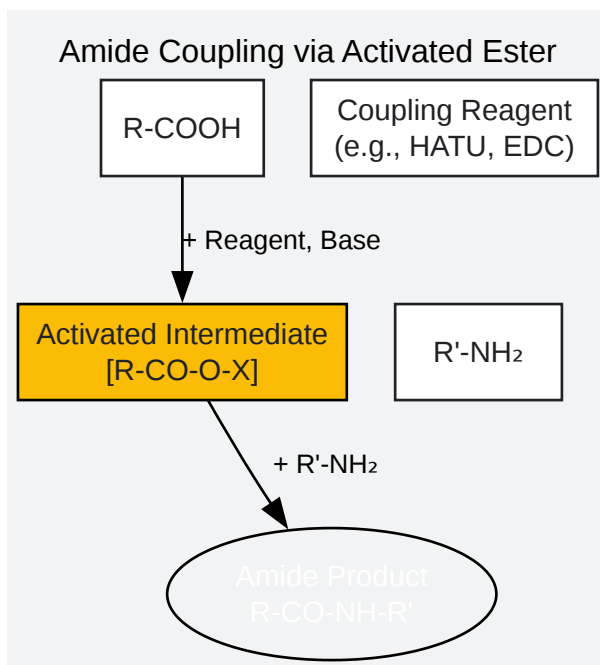 Amide Coupling via Activated Ester
R-COOH
Coupling Reagent
(e.g., HATU, EDC)
+ Reagent, Base
Activated Intermediate
[R-CO-O-X]
R'-NH₂
+ R'-NH₂
Amide Product
R-CO-NH-R'